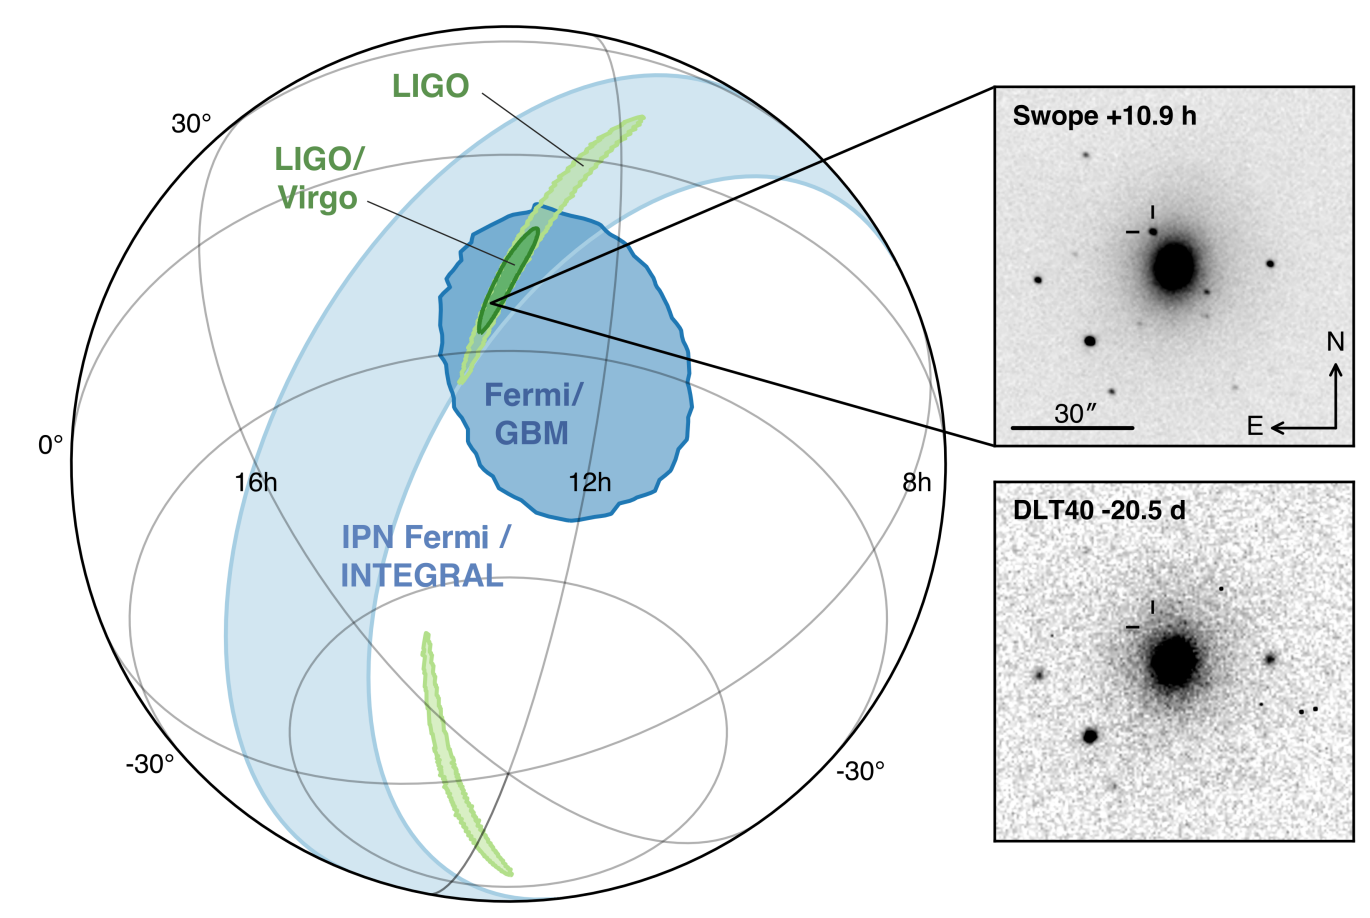 LIGO
LIGO/
Virgo
30°
0°
16h
12h
8h
-30°
-30°
Fermi/
GBM
IPN Fermi /
INTEGRAL
Swope +10.9 h
N
30″
E
DLT40 -20.5 d